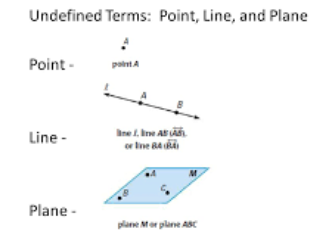 Undefined Terms: Point, Line, and Plane
A
Point -
point A
l
A
B
Line -
line l, line AB (AB),
or line BA (BA)
A
M
B
C
Plane -
plane M or plane ABC